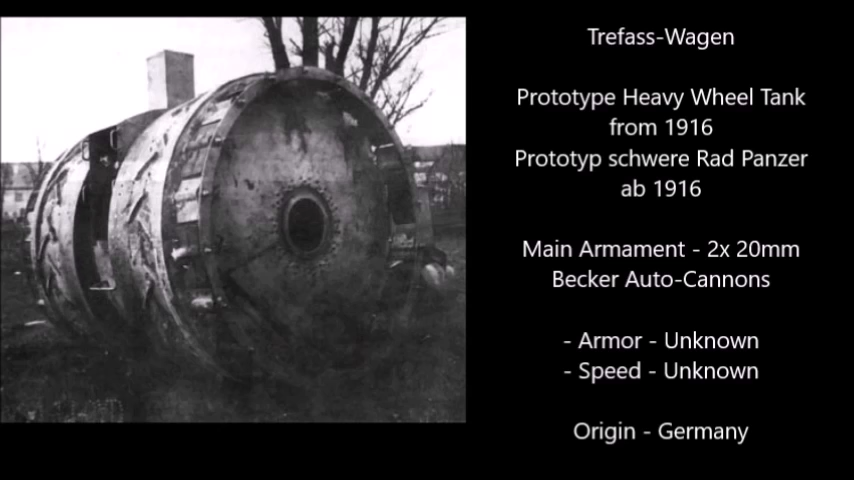 Trefass-Wagen
Prototype Heavy Wheel Tank
from 1916
Prototyp schwere Rad Panzer
ab 1916
Main Armament - 2x 20mm
Becker Auto-Cannons
- Armor - Unknown
- Speed - Unknown
Origin - Germany